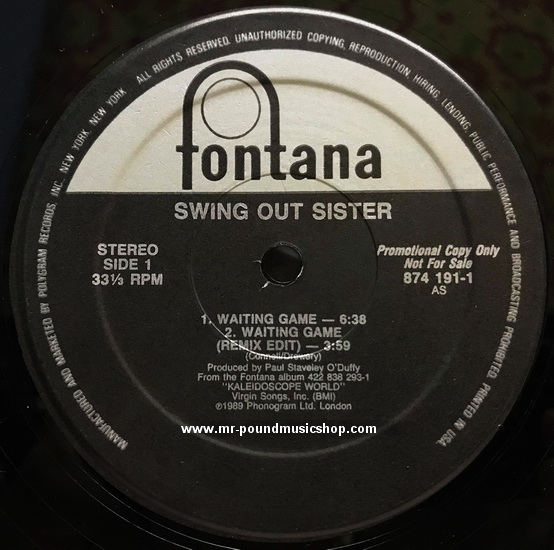 ALL RIGHTS RESERVED. UNAUTHORIZED COPYING, REPRODUCTION, HIRING, LENDING, PUBLIC PERFORMANCE AND BROADCASTING PROHIBITED. PRINTED IN USA.
fontana
SWING OUT SISTER
STEREO
SIDE 1
33⅓ RPM
Promotional Copy Only
Not For Sale
874 191-1
AS
1. WAITING GAME — 6:38
2. WAITING GAME
(REMIX EDIT) — 3:59
(Connell/Drewery)
Produced by Paul Staveley O'Duffy
From the Fontana album 422 838 293-1
"KALEIDOSCOPE WORLD"
Virgin Songs, Inc. (BMI)
℗1989 Phonogram Ltd. London
www.mr-poundmusicshop.com
MANUFACTURED AND MARKETED BY POLYGRAM RECORDS INC. NEW YORK, NEW YORK